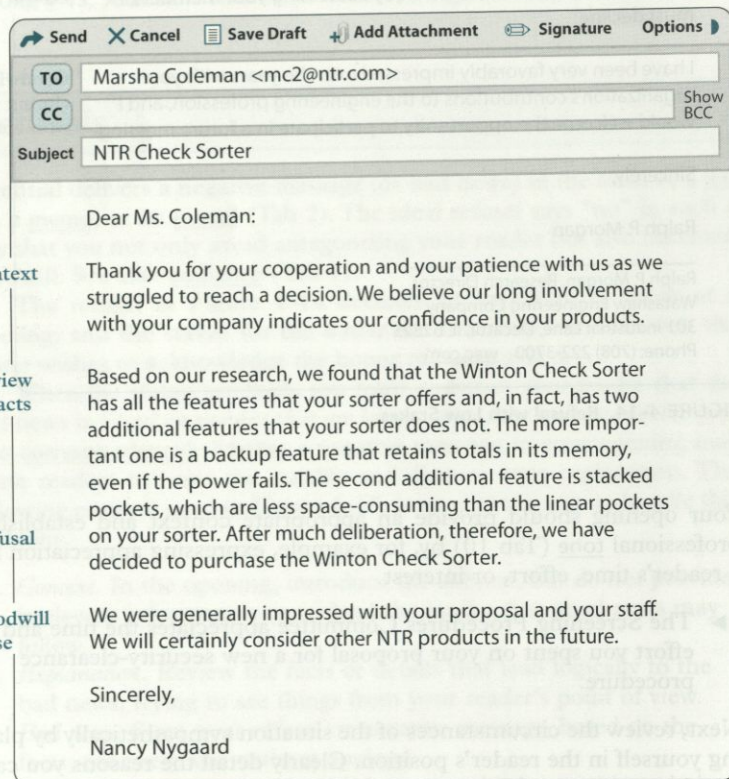 Send Cancel Save Draft Add Attachment Signature Options
TO Marsha Coleman <mc2@ntr.com>
CC Show BCC
Subject NTR Check Sorter
Dear Ms. Coleman:
Thank you for your cooperation and your patience with us as we
struggled to reach a decision. We believe our long involvement
with your company indicates our confidence in your products.
Based on our research, we found that the Winton Check Sorter
has all the features that your sorter offers and, in fact, has two
additional features that your sorter does not. The more impor-
tant one is a backup feature that retains totals in its memory,
even if the power fails. The second additional feature is stacked
pockets, which are less space-consuming than the linear pockets
on your sorter. After much deliberation, therefore, we have
decided to purchase the Winton Check Sorter.
We were generally impressed with your proposal and your staff.
We will certainly consider other NTR products in the future.
Sincerely,
Nancy Nygaard